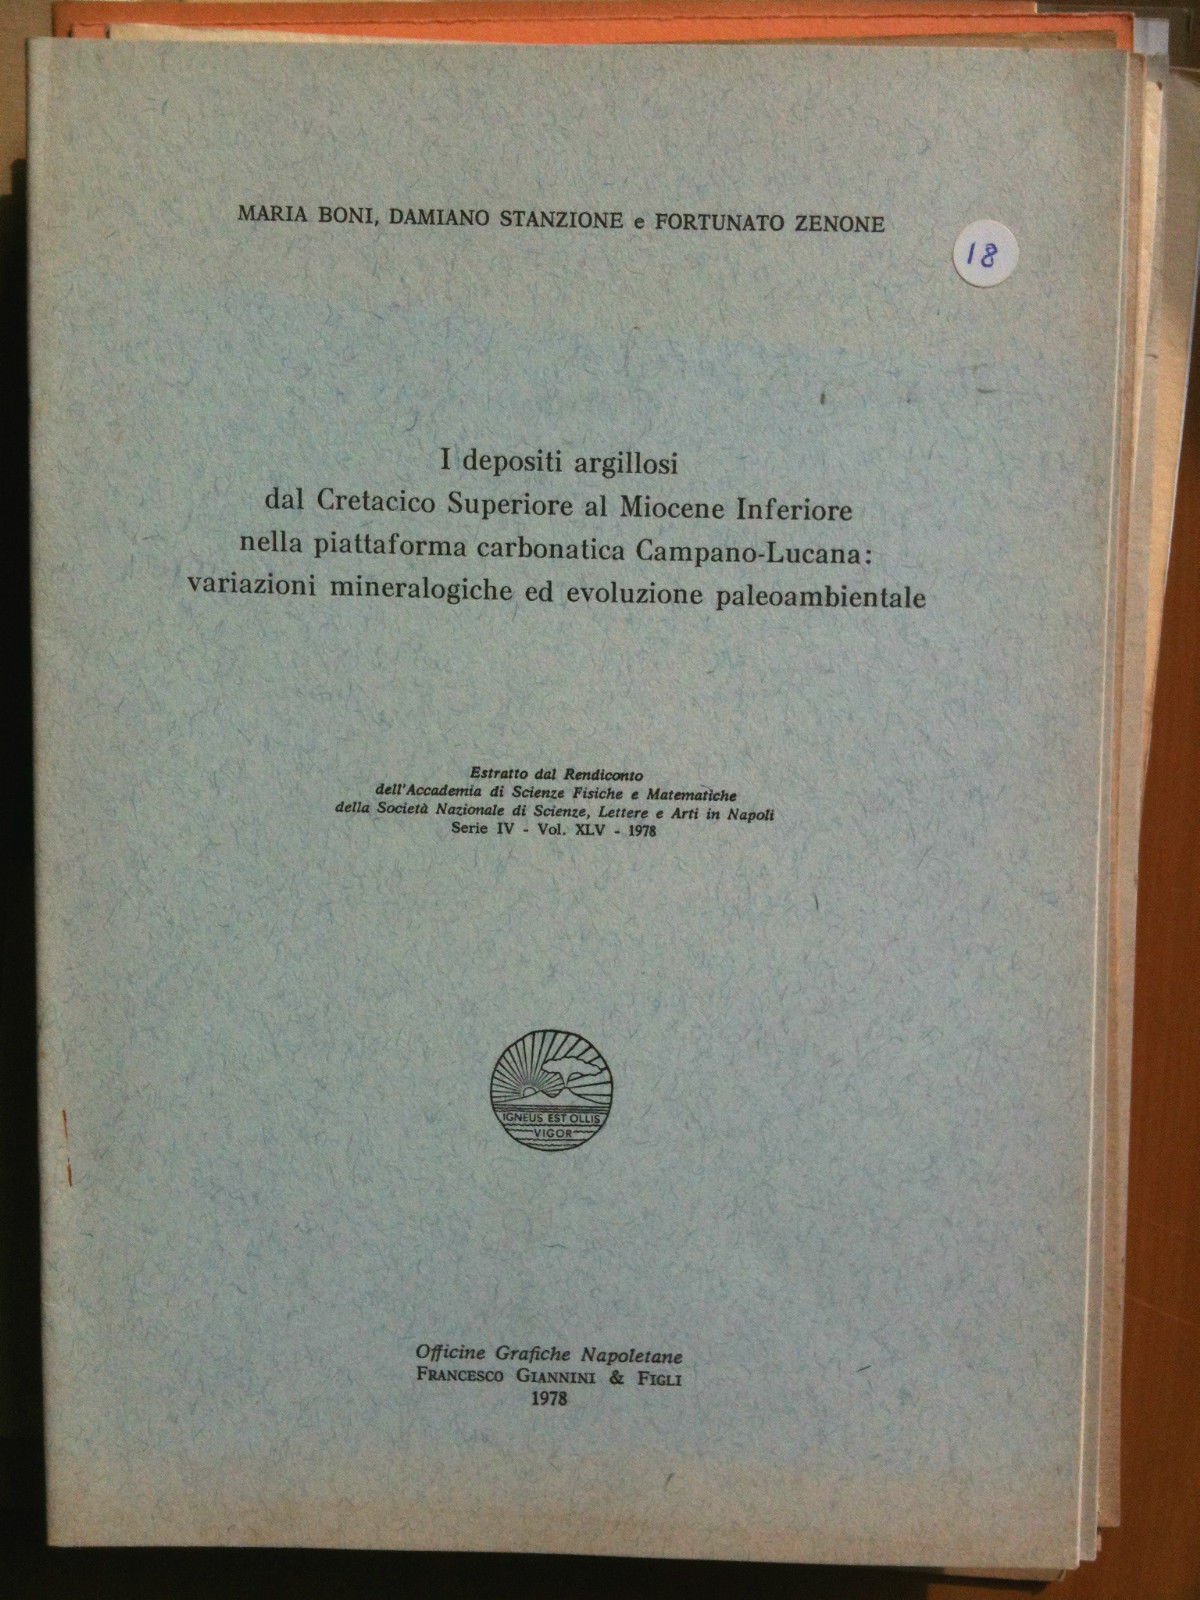 MARIA BONI, DAMIANO STANZIONE e FORTUNATO ZENONE
18
I depositi argillosi
dal Cretacico Superiore al Miocene Inferiore
nella piattaforma carbonatica Campano-Lucana:
variazioni mineralogiche ed evoluzione paleoambientale
Estratto dal Rendiconto
dell'Accademia di Scienze Fisiche e Matematiche
della Società Nazionale di Scienze, Lettere e Arti in Napoli
Serie IV - Vol. XLV - 1978
IGNEUS EST OLLIS
VIGOR
Officine Grafiche Napoletane
FRANCESCO GIANNINI & FIGLI
1978